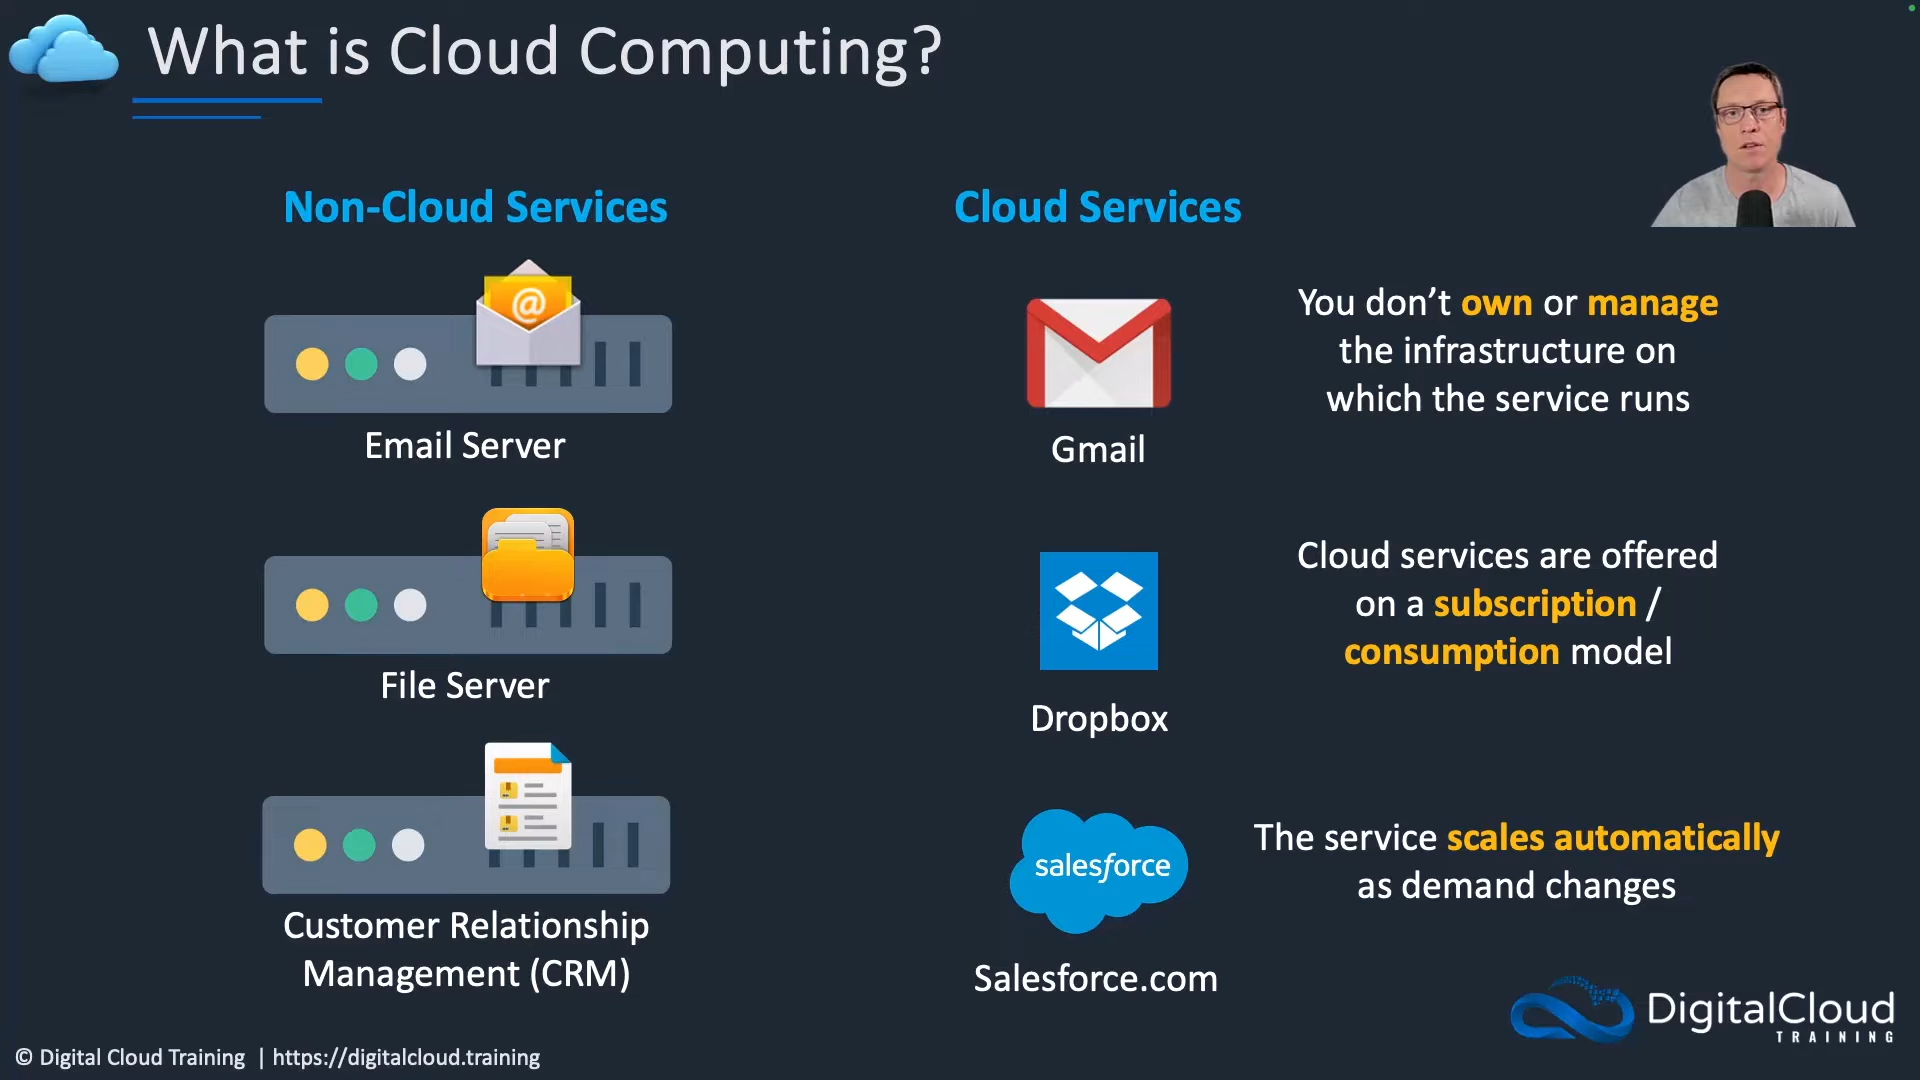 What is Cloud Computing?
Non-Cloud Services
Cloud Services
@
Email Server
Gmail
You don’t own or manage
the infrastructure on
which the service runs
File Server
Dropbox
Cloud services are offered
on a subscription /
consumption model
Customer Relationship
Management (CRM)
salesforce
Salesforce.com
The service scales automatically
as demand changes
DigitalCloud
TRAINING
© Digital Cloud Training | https://digitalcloud.training